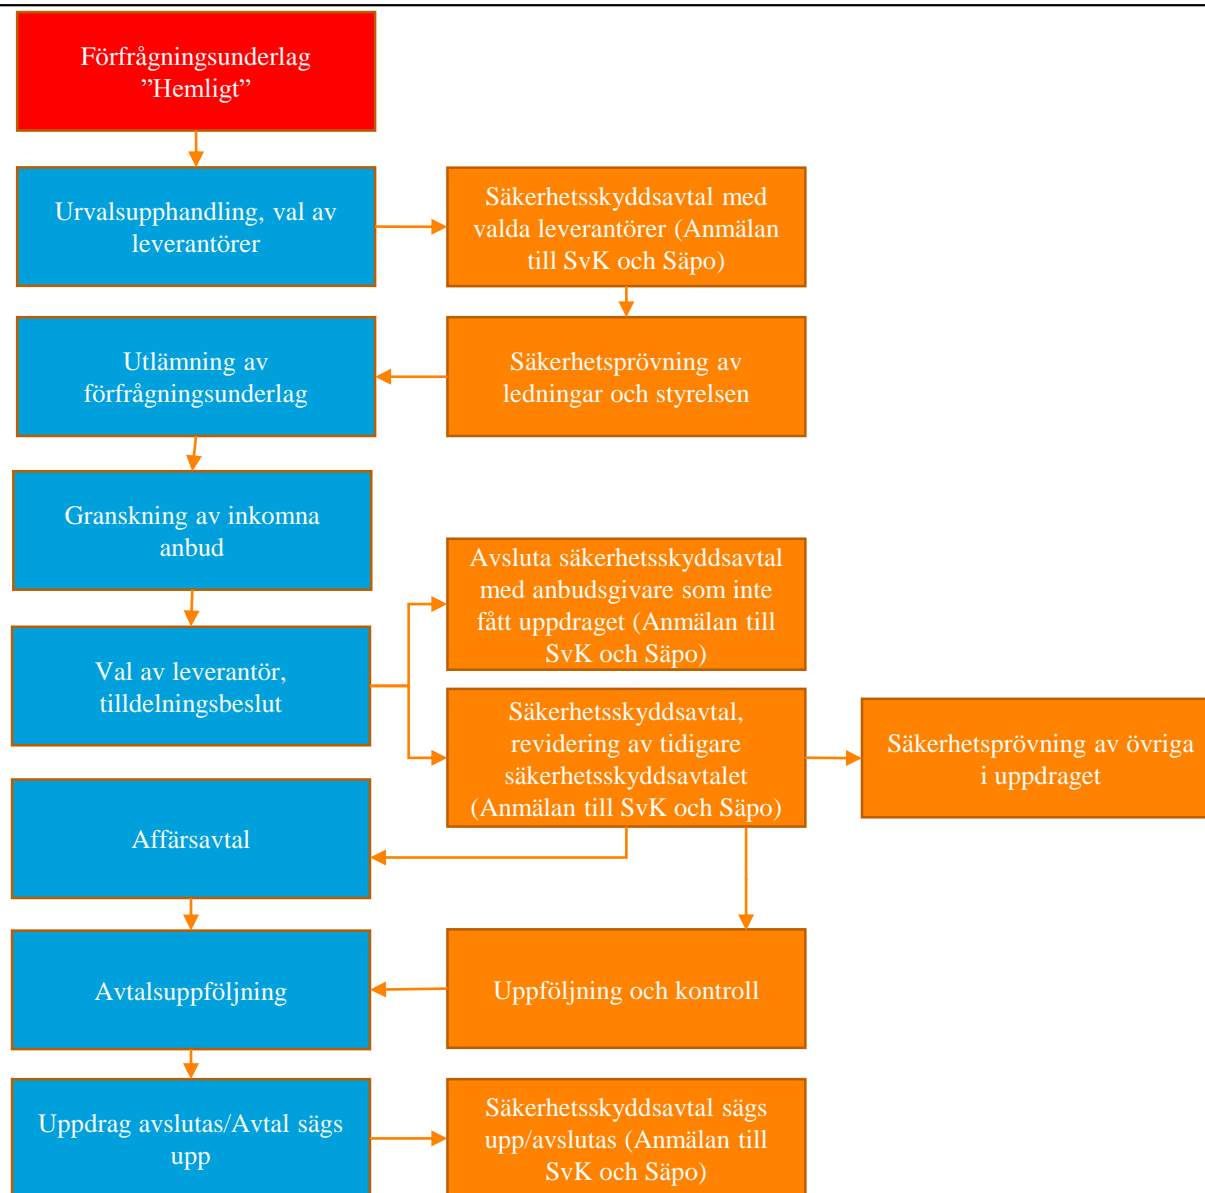 Förfrågningsunderlag
”Hemligt”
Urvalsupphandling, val av
leverantörer
Säkerhetsskyddsavtal med
valda leverantörer (Anmälan
till SvK och Säpo)
Utlämning av
förfrågningsunderlag
Säkerhetsprövning av
ledningar och styrelsen
Granskning av inkomna
anbud
Avsluta säkerhetsskyddsavtal
med anbudsgivare som inte
fått uppdraget (Anmälan till
SvK och Säpo)
Val av leverantör,
tilldelningsbeslut
Säkerhetsskyddsavtal,
revidering av tidigare
säkerhetsskyddsavtalet
(Anmälan till SvK och Säpo)
Säkerhetsprövning av övriga
i uppdraget
Affärsavtal
Avtalsuppföljning
Uppföljning och kontroll
Uppdrag avslutas/Avtal sägs
upp
Säkerhetsskyddsavtal sägs
upp/avslutas (Anmälan till
SvK och Säpo)